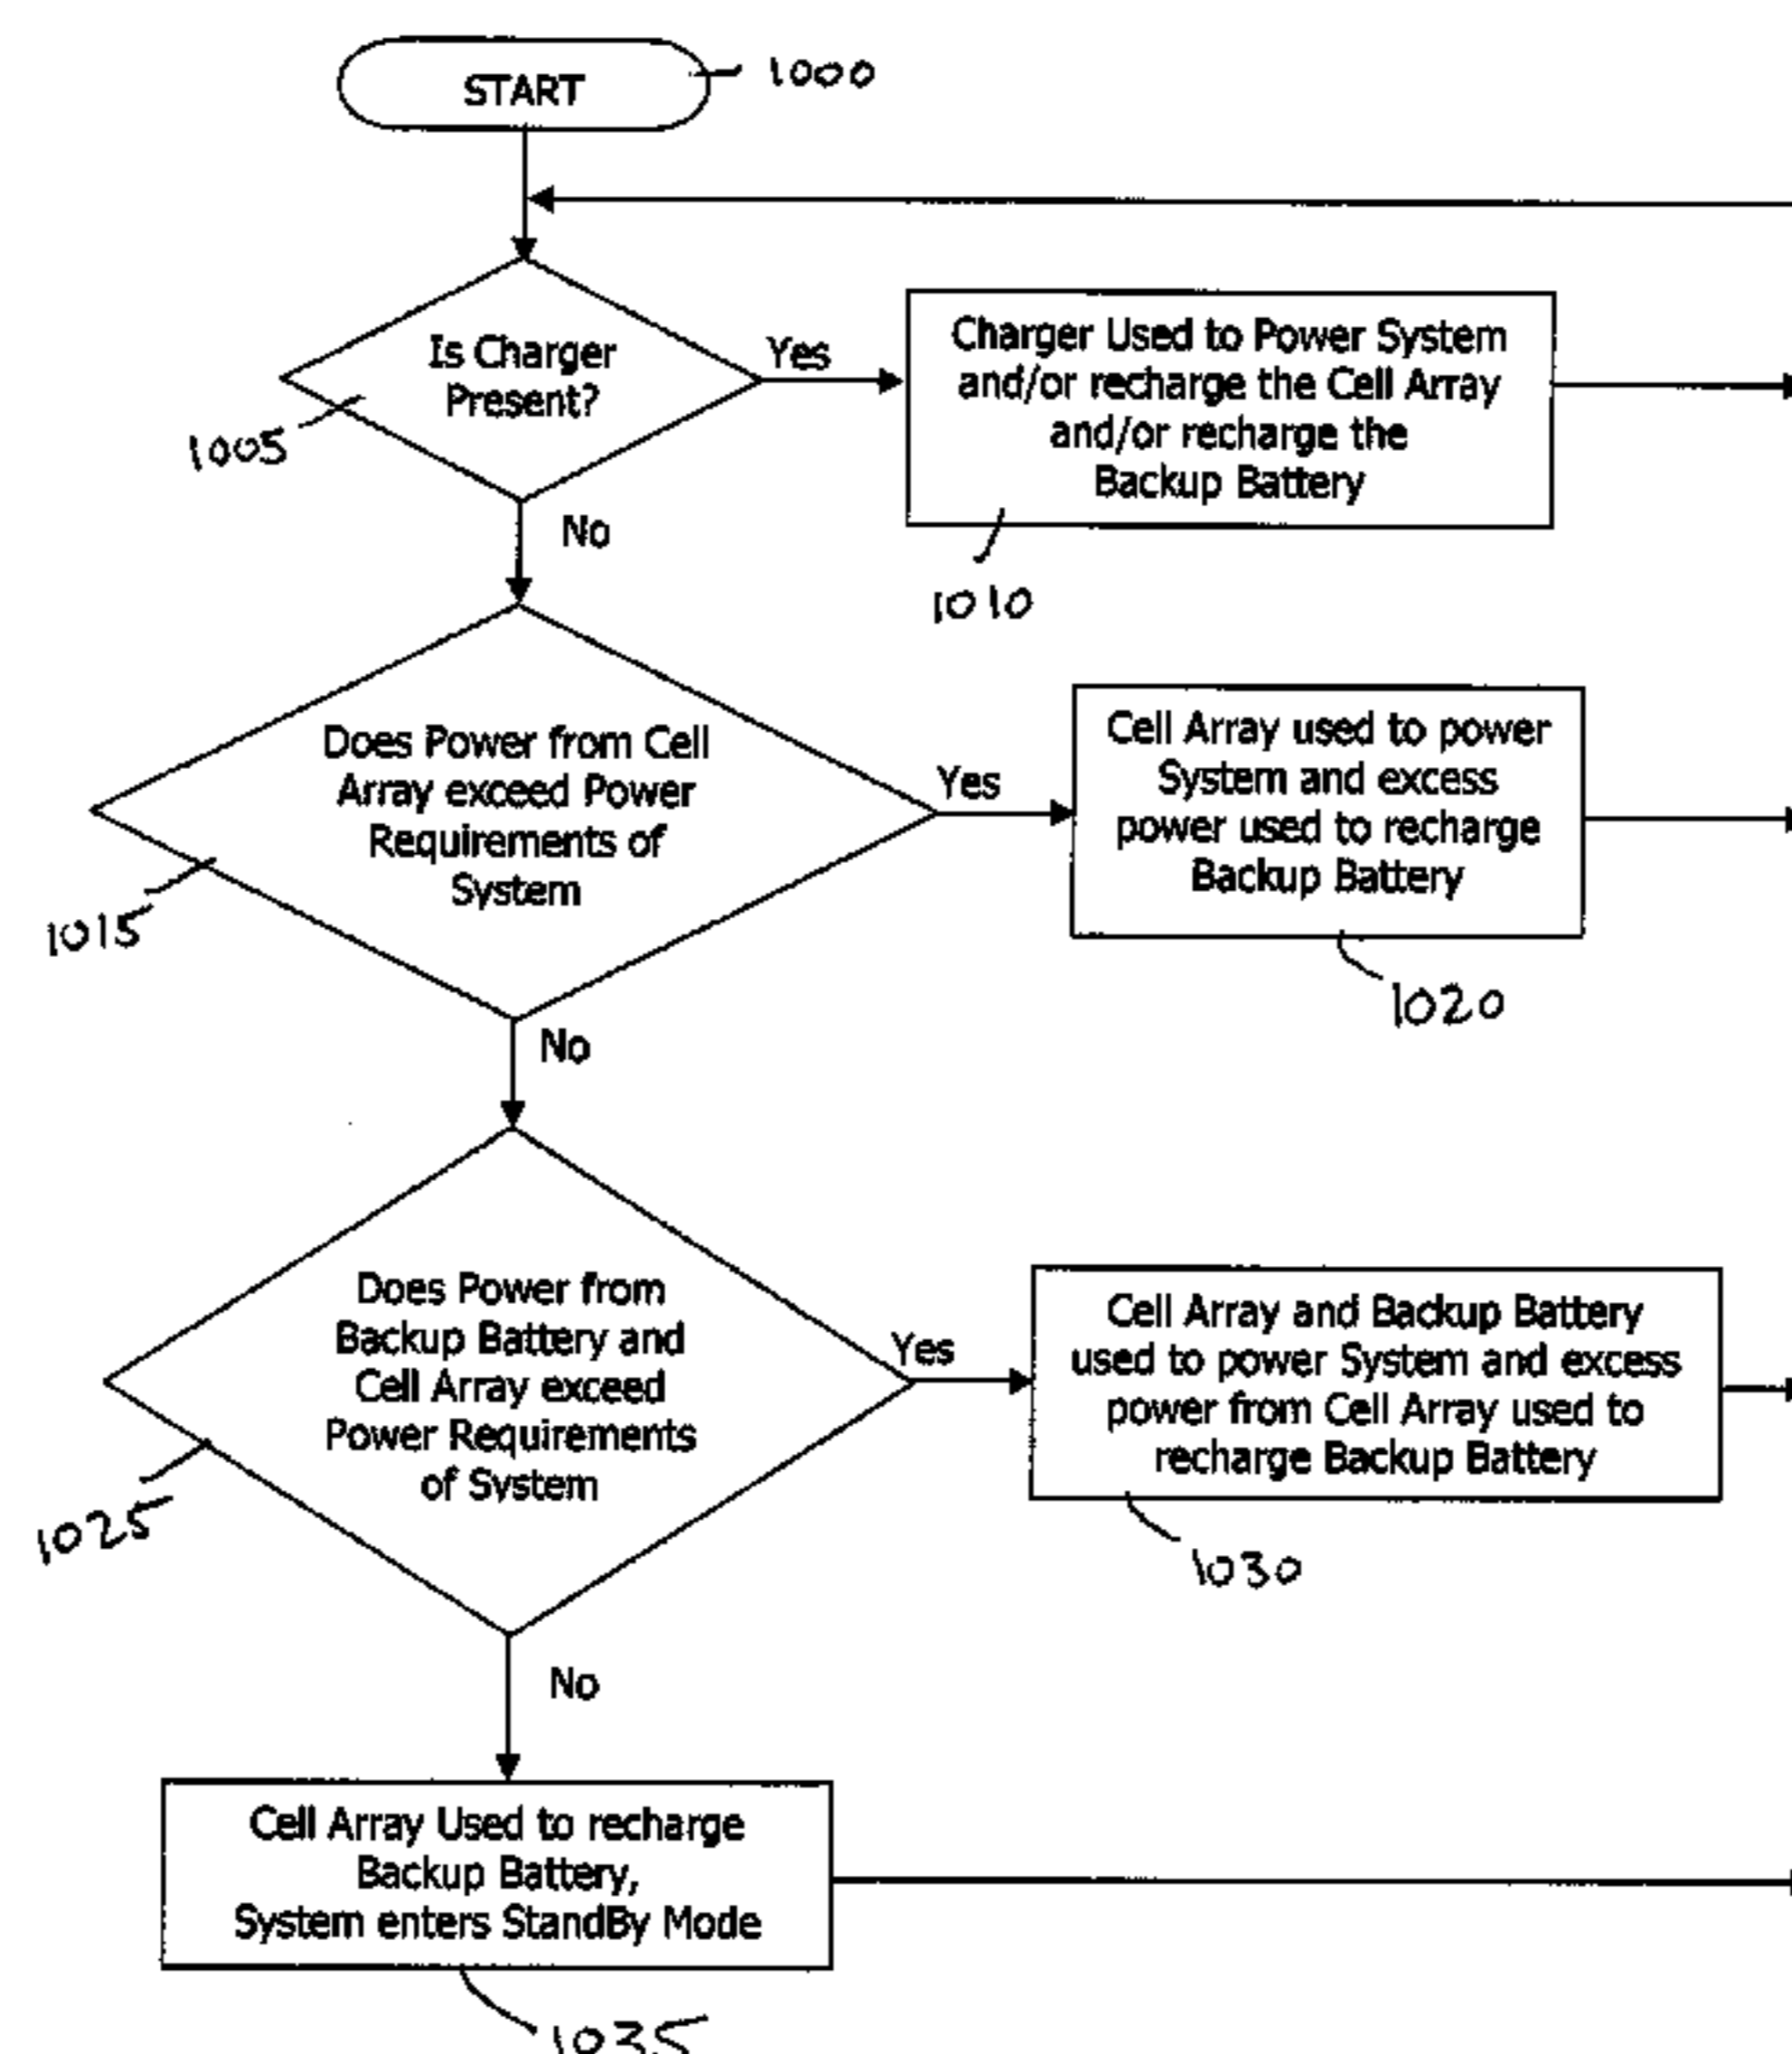 START
1000
Is Charger
Present?
1005
Yes
Charger Used to Power System
and/or recharge the Cell Array
and/or recharge the
Backup Battery
1010
No
Does Power from Cell
Array exceed Power
Requirements of
System
1015
Yes
Cell Array used to power
System and excess
power used to recharge
Backup Battery
1020
No
Does Power from
Backup Battery and
Cell Array exceed
Power Requirements
of System
1025
Yes
Cell Array and Backup Battery
used to power System and excess
power from Cell Array used to
recharge Backup Battery
1030
No
Cell Array Used to recharge
Backup Battery,
System enters StandBy Mode
1035